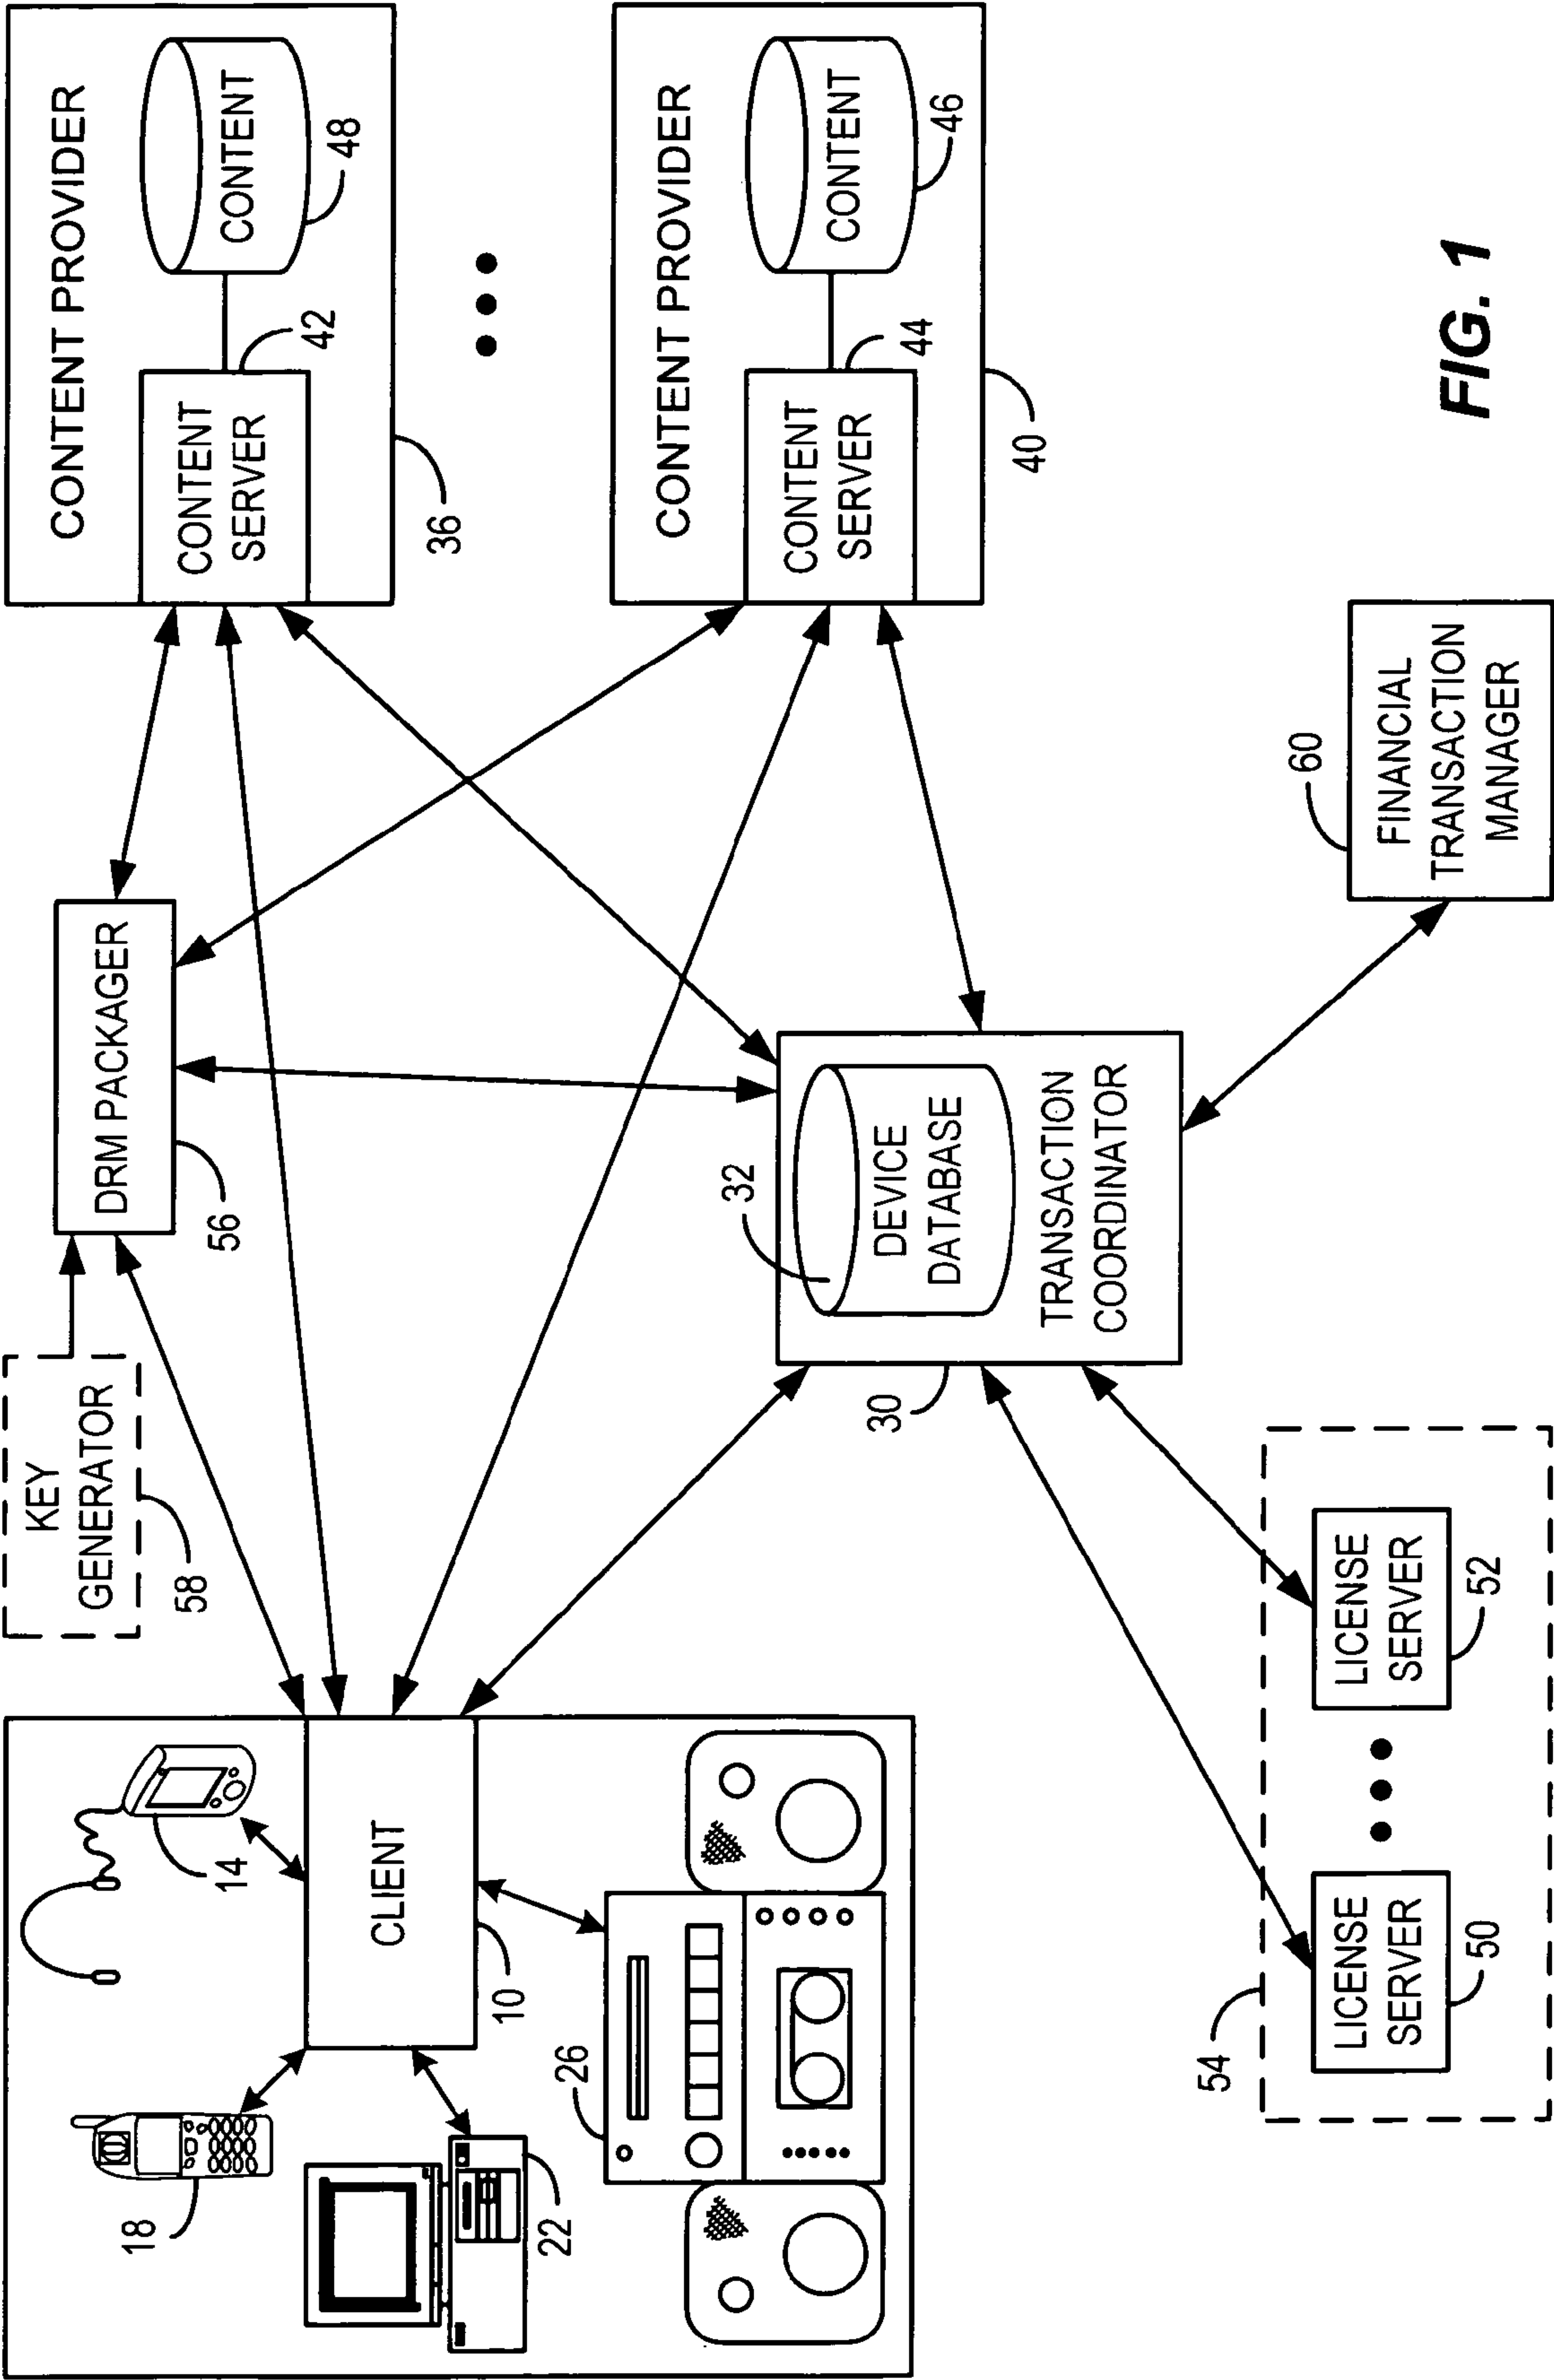 18
14
22
CLIENT
10
26
KEY
GENERATOR
58
DRM PACKAGER
56
CONTENT PROVIDER
CONTENT
SERVER
42
CONTENT
48
36
CONTENT PROVIDER
CONTENT
SERVER
44
CONTENT
46
40
32
DEVICE
DATABASE
TRANSACTION
COORDINATOR
30
54
LICENSE
SERVER
50
LICENSE
SERVER
52
60
FINANCIAL
TRANSACTION
MANAGER
FIG. 1